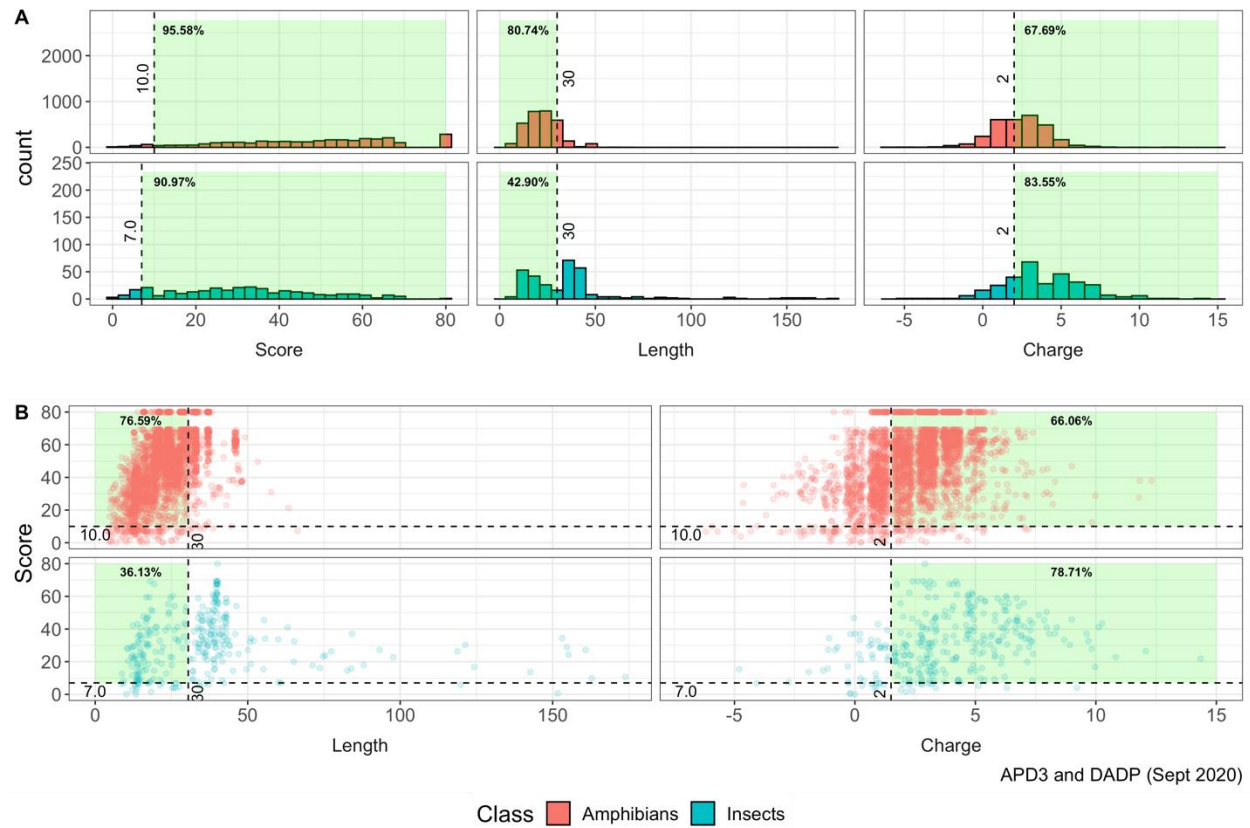 A
95.58%
80.74%
67.69%
10.0
30
2
2000
1000
0
count
90.97%
42.90%
83.55%
7.0
30
2
250
200
150
100
50
0
0 20 40 60 80
0 50 100 150
-5 0 5 10 15
Score
Length
Charge
B
76.59%
66.06%
80
60
40
20
0
10.0
30
10.0
2
Score
36.13%
78.71%
80
60
40
20
0
7.0
30
7.0
2
0 50 100 150
-5 0 5 10 15
Length
Charge
APD3 and DADP (Sept 2020)
Class Amphibians Insects